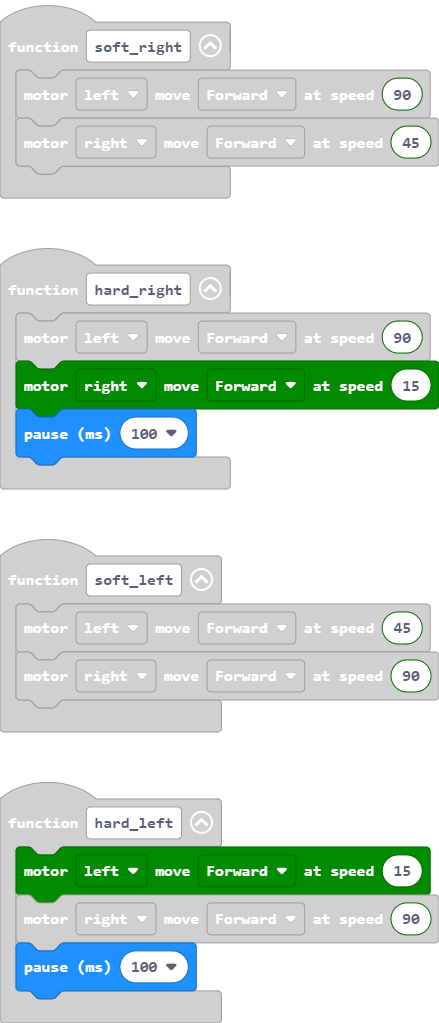 function soft_right
motor left move Forward at speed 90
motor right move Forward at speed 45
function hard_right
motor left move Forward at speed 90
motor right move Forward at speed 15
pause (ms) 100
function soft_left
motor left move Forward at speed 45
motor right move Forward at speed 90
function hard_left
motor left move Forward at speed 15
motor right move Forward at speed 90
pause (ms) 100